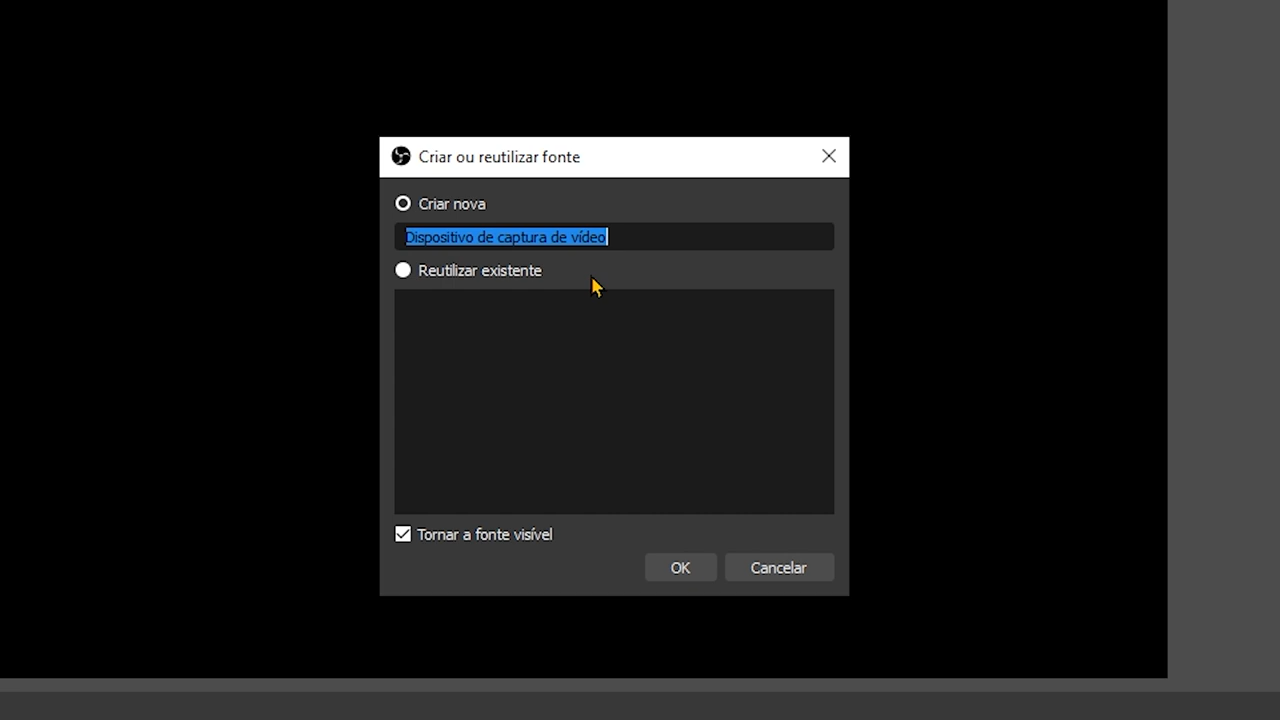 Criar ou reutilizar fonte
Criar nova
Dispositivo de captura de vídeo
Reutilizar existente
Tornar a fonte visível
OK
Cancelar